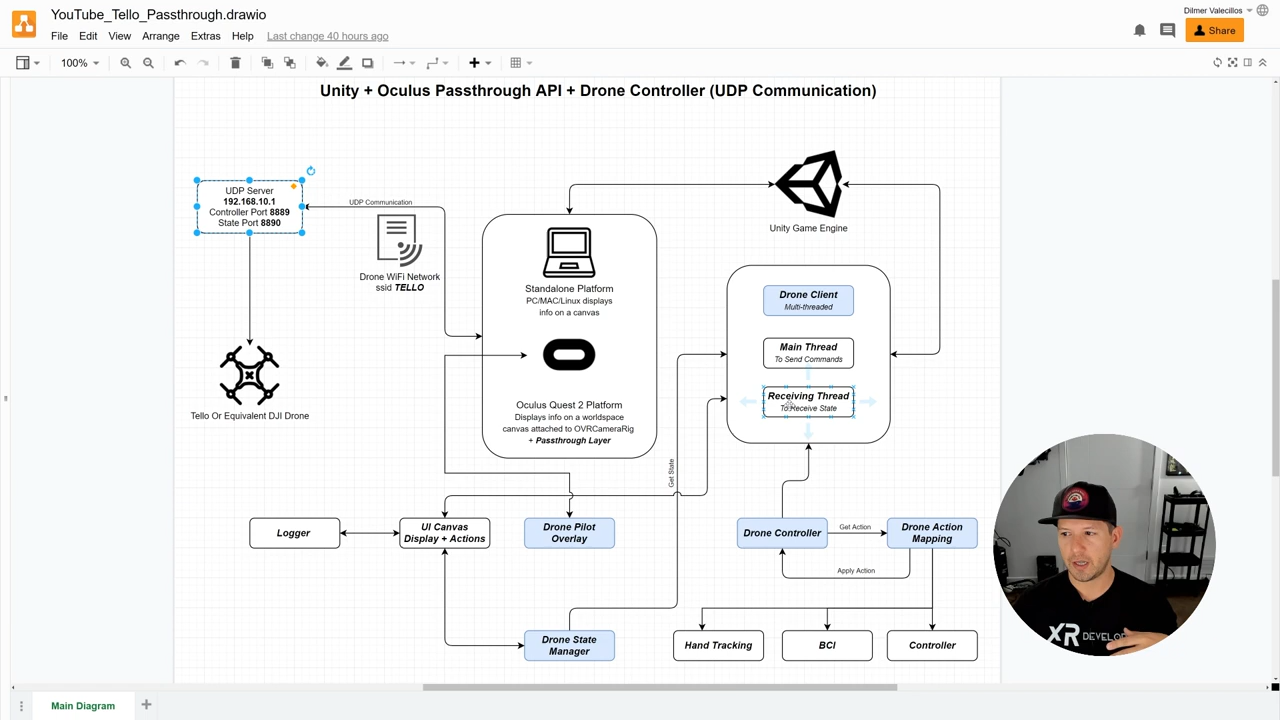 YouTube_Tello_Passthrough.drawio
Dilmer Valecillos
File Edit View Arrange Extras Help Last change 40 hours ago
Share
100%
Unity + Oculus Passthrough API + Drone Controller (UDP Communication)
UDP Server
192.168.10.1
Controller Port 8889
State Port 8890
UDP Communication
Drone WiFi Network
ssid TELLO
Tello Or Equivalent DJI Drone
Standalone Platform
PC/MAC/Linux displays
info on a canvas
Oculus Quest 2 Platform
Displays info on a worldspace
canvas attached to OVRCameraRig
+ Passthrough Layer
Unity Game Engine
Drone Client
Multi-threaded
Main Thread
To Send Commands
Receiving Thread
To Receive State
Get State
Logger
UI Canvas
Display + Actions
Drone Pilot
Overlay
Drone Controller
Get Action
Drone Action
Mapping
Apply Action
Drone State
Manager
Hand Tracking
BCI
Controller
XR DEVELO
Main Diagram